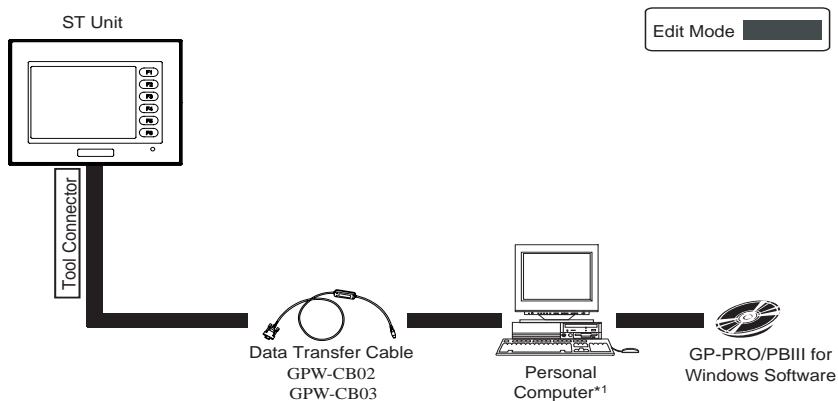 ST Unit
Edit Mode
F1
F2
F3
F4
F5
F6
Tool Connector
Data Transfer Cable
GPW-CB02
GPW-CB03
Personal
Computer*1
GP-PRO/PBIII for
Windows Software